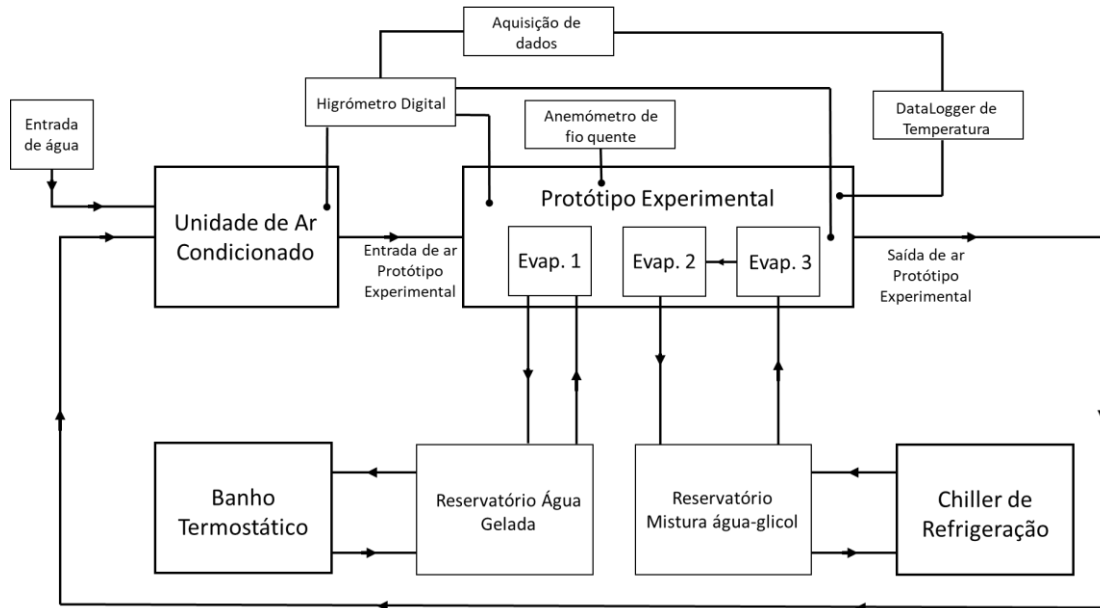 Aquisição de
dados
Higrómetro Digital
Entrada
de água
Anemómetro de
fio quente
DataLogger de
Temperatura
Unidade de Ar
Condicionado
Protótipo Experimental
Entrada de ar
Protótipo
Experimental
Evap. 1
Evap. 2
Evap. 3
Saída de ar
Protótipo
Experimental
Banho
Termostático
Reservatório Água
Gelada
Reservatório
Mistura água-glicol
Chiller de
Refrigeração